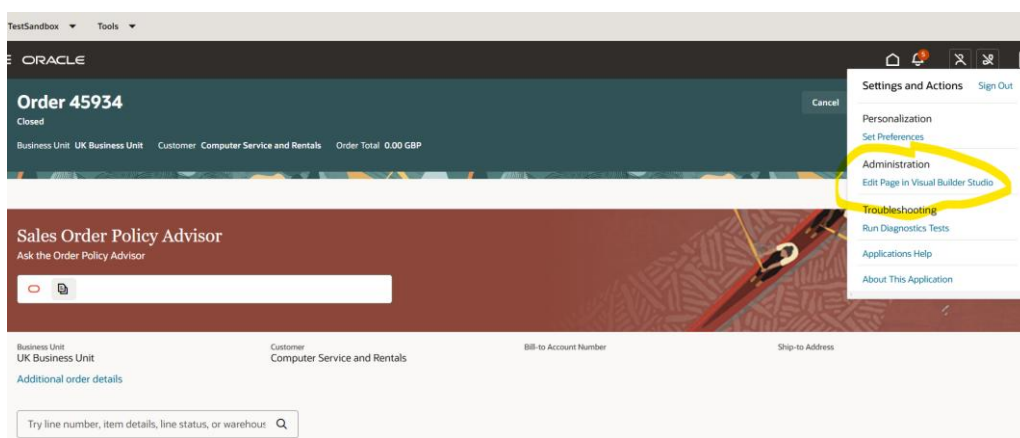 TestSandbox Tools
ORACLE
5
Order 45934
Closed
Business Unit UK Business Unit Customer Computer Service and Rentals Order Total 0.00 GBP
Cancel
Settings and Actions Sign Out
Personalization
Set Preferences
Administration
Edit Page in Visual Builder Studio
Troubleshooting
Run Diagnostics Tests
Applications Help
About This Application
Sales Order Policy Advisor
Ask the Order Policy Advisor
Business Unit Customer Bill-to Account Number Ship-to Address
UK Business Unit Computer Service and Rentals
Additional order details
Try line number, item details, line status, or warehous